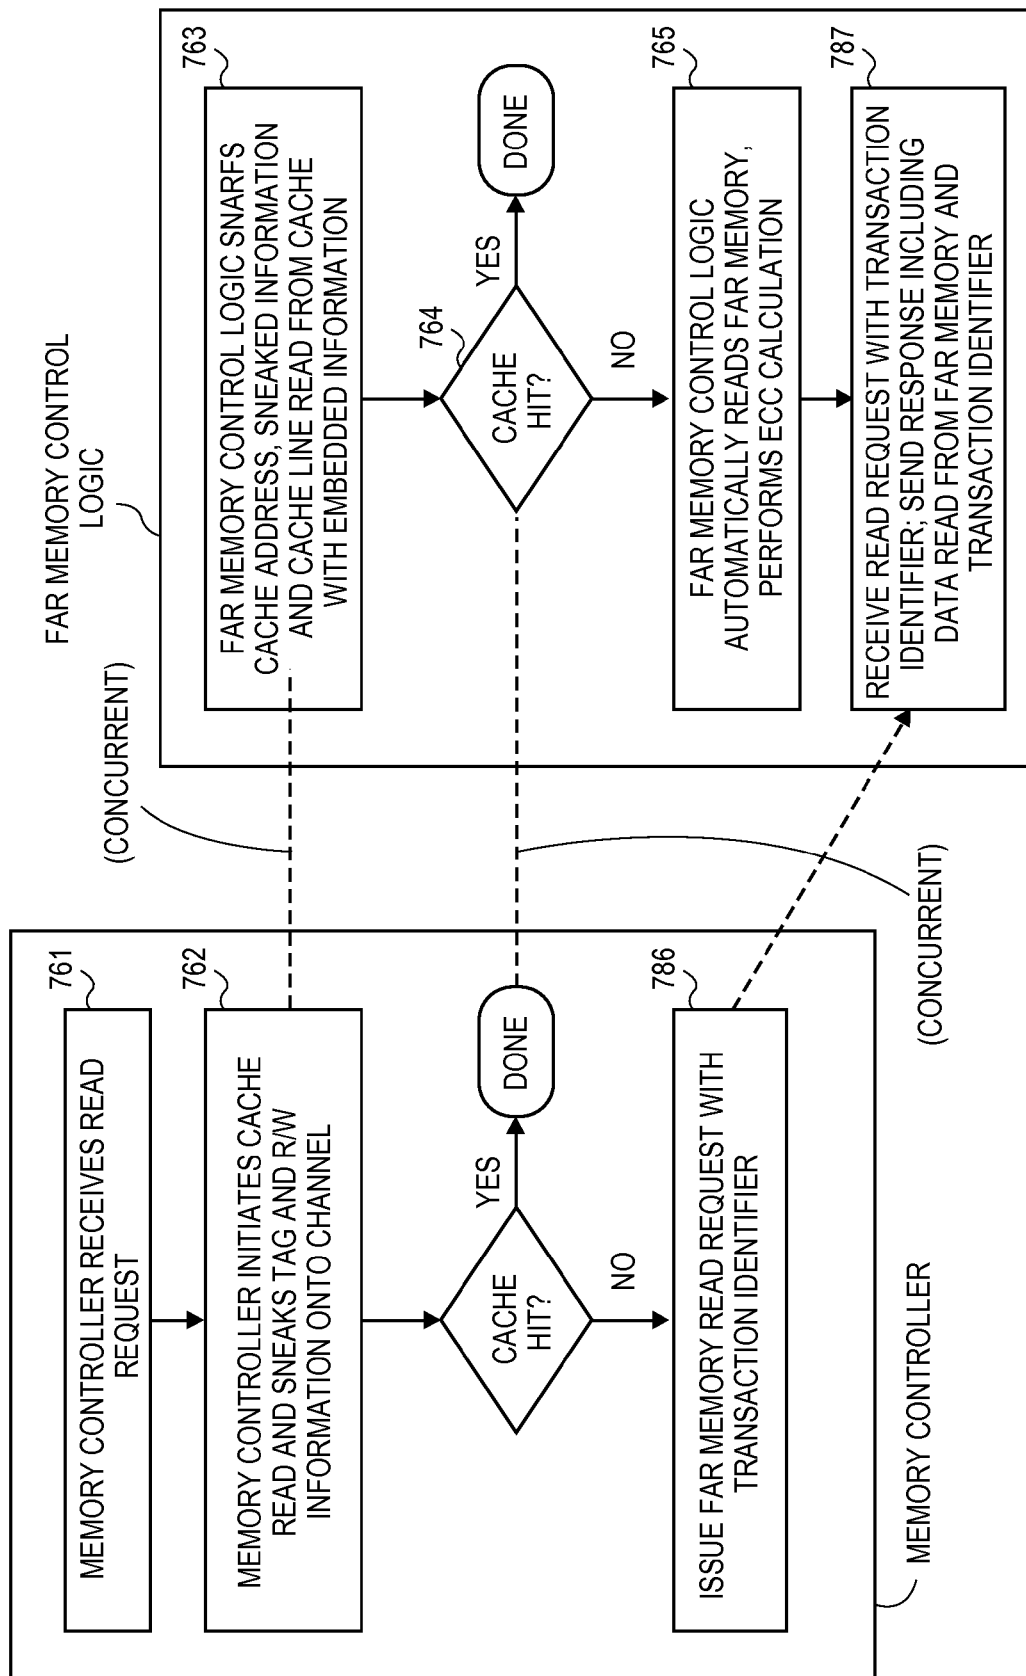 761
MEMORY CONTROLLER RECEIVES READ
REQUEST
762
MEMORY CONTROLLER INITIATES CACHE
READ AND SNEAKS TAG AND R/W
INFORMATION ONTO CHANNEL
CACHE
HIT?
YES
DONE
NO
786
ISSUE FAR MEMORY READ REQUEST WITH
TRANSACTION IDENTIFIER
MEMORY CONTROLLER
(CONCURRENT)
(CONCURRENT)
FAR MEMORY CONTROL
LOGIC
763
FAR MEMORY CONTROL LOGIC SNARFS
CACHE ADDRESS, SNEAKED INFORMATION
AND CACHE LINE READ FROM CACHE
WITH EMBEDDED INFORMATION
764
CACHE
HIT?
YES
DONE
NO
765
FAR MEMORY CONTROL LOGIC
AUTOMATICALLY READS FAR MEMORY,
PERFORMS ECC CALCULATION
787
RECEIVE READ REQUEST WITH TRANSACTION
IDENTIFIER; SEND RESPONSE INCLUDING
DATA READ FROM FAR MEMORY AND
TRANSACTION IDENTIFIER